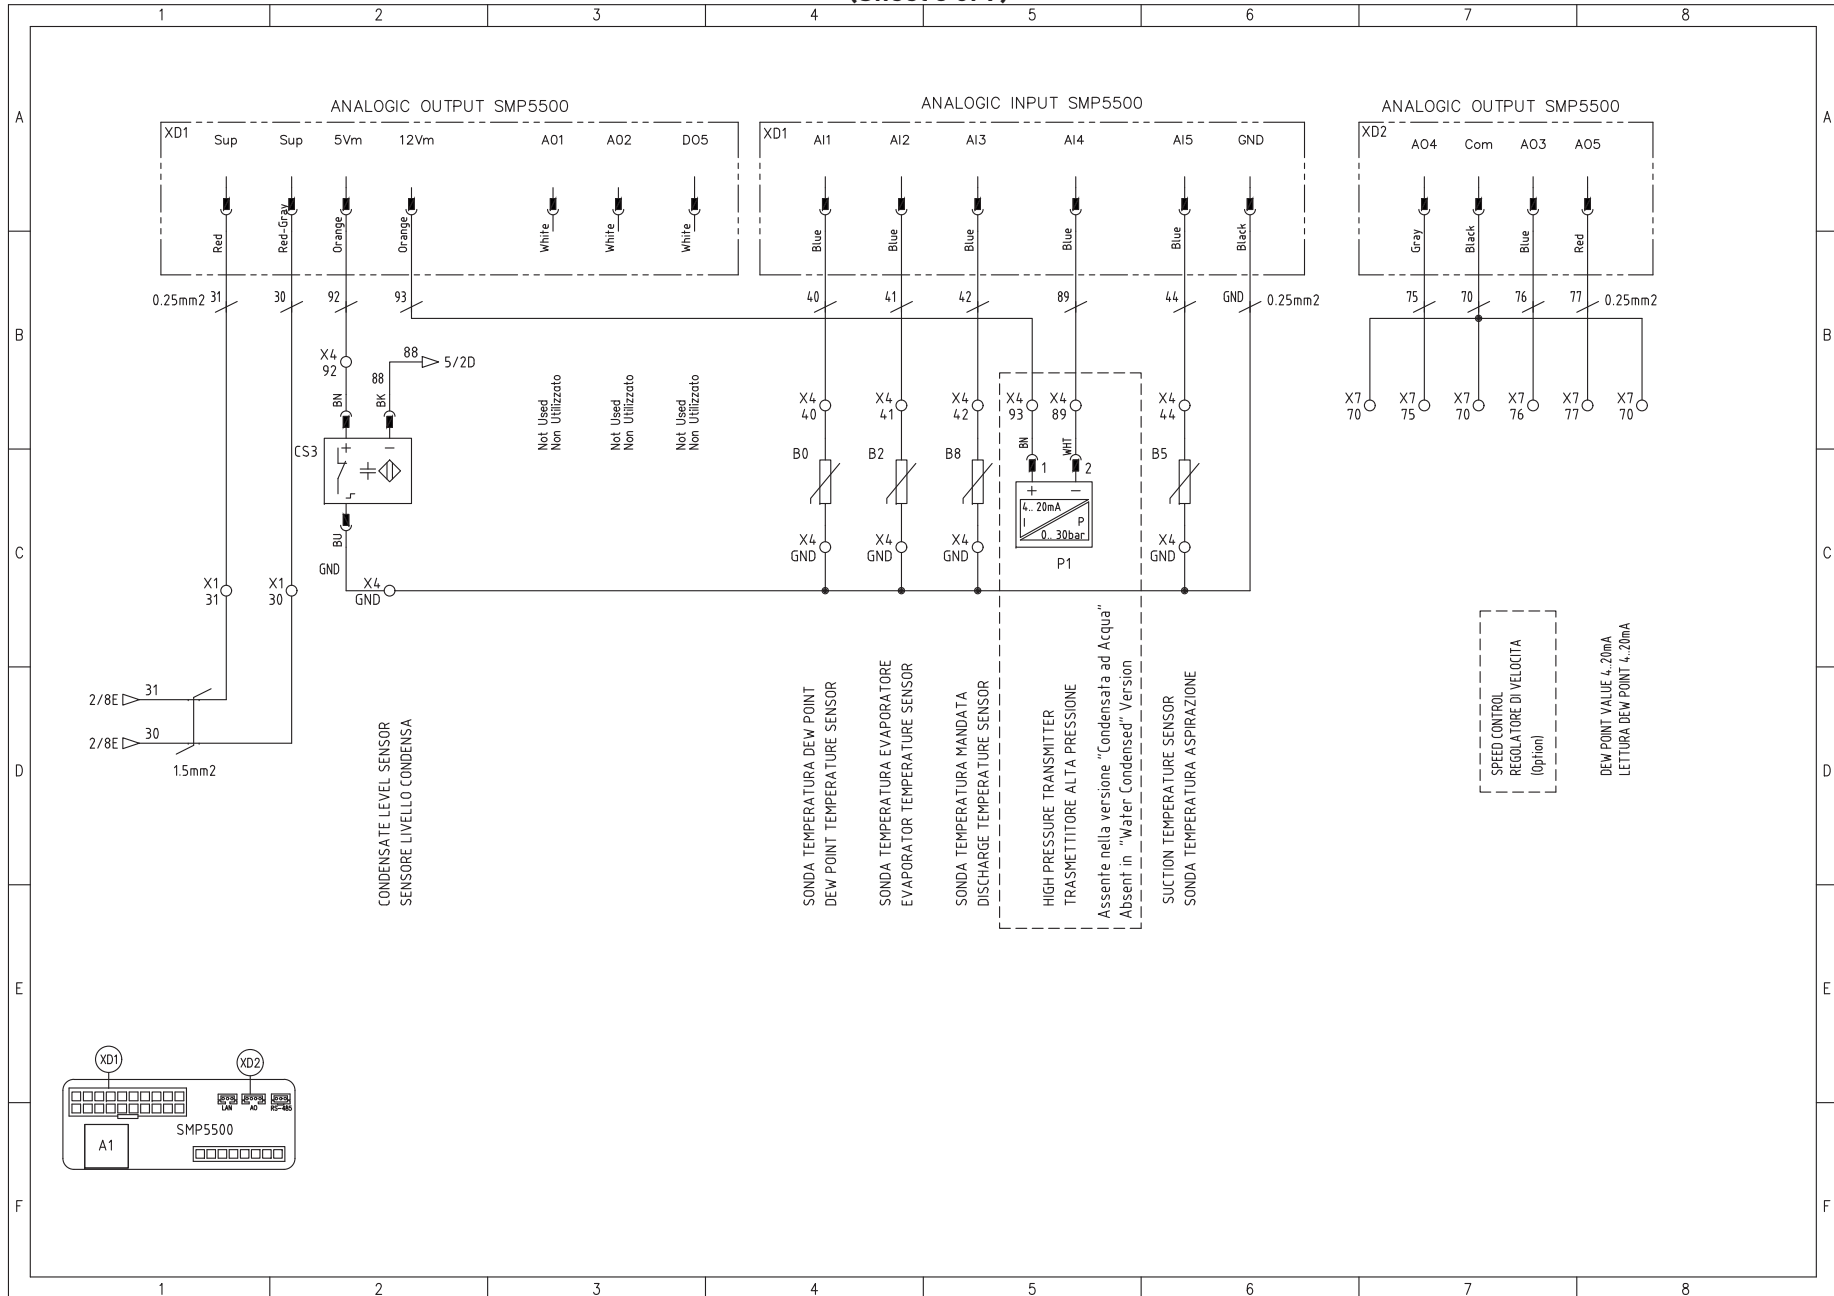 1 2 4 5 6 7 8
A A
ANALOGIC OUTPUT SMP5500
XD1 Sup Sup 5Vm 12Vm A01 A02 D05
Red Red-Gray Orange Orange White White White
ANALOGIC INPUT SMP5500
XD1 AI1 AI2 AI3 AI4 AI5 GND
Blue Blue Blue Blue Blue Black
ANALOGIC OUTPUT SMP5500
XD2 AO4 Com AO3 AO5
Gray Black Blue Red
0.25mm2 31 30 92 93
40 41 42 89 44 GND 0.25mm2
75 70 76 77 0.25mm2
B B
X4
92
88
88
5/2D
BN
BK
Not Used
Non Utilizzato
Not Used
Non Utilizzato
Not Used
Non Utilizzato
X4
40
X4
41
X4
42
X4
93
X4
89
X4
44
X7
70
X7
75
X7
70
X7
76
X7
77
X7
70
CS3
+ −
BN
WHT
B0 B2 B8 B5
1 2
+ −
4.. 20mA
I P
0.. 30bar
P1
BU
GND
X4
GND
X4
GND
X4
GND
X4
GND
X4
GND
C C
X1
31
X1
30
2/8E 31
2/8E 30
1.5mm2
CONDENSATE LEVEL SENSOR
SENSORE LIVELLO CONDENSA
SONDA TEMPERATURA DEW POINT
DEW POINT TEMPERATURE SENSOR
SONDA TEMPERATURA EVAPORATORE
EVAPORATOR TEMPERATURE SENSOR
SONDA TEMPERATURA MANDATA
DISCHARGE TEMPERATURE SENSOR
HIGH PRESSURE TRANSMITTER
TRASMETTITORE ALTA PRESSIONE
Assente nella versione "Condensata ad Acqua"
Absent in "Water Condensed" Version
SUCTION TEMPERATURE SENSOR
SONDA TEMPERATURA ASPIRAZIONE
SPEED CONTROL
REGOLATORE DI VELOCITA
(Option)
DEW POINT VALUE 4..20mA
LETTURA DEW POINT 4..20mA
D D
E E
XD1 XD2
LAN AO RS-485
SMP5500
A1
F F
1 2 3 4 5 6 7 8